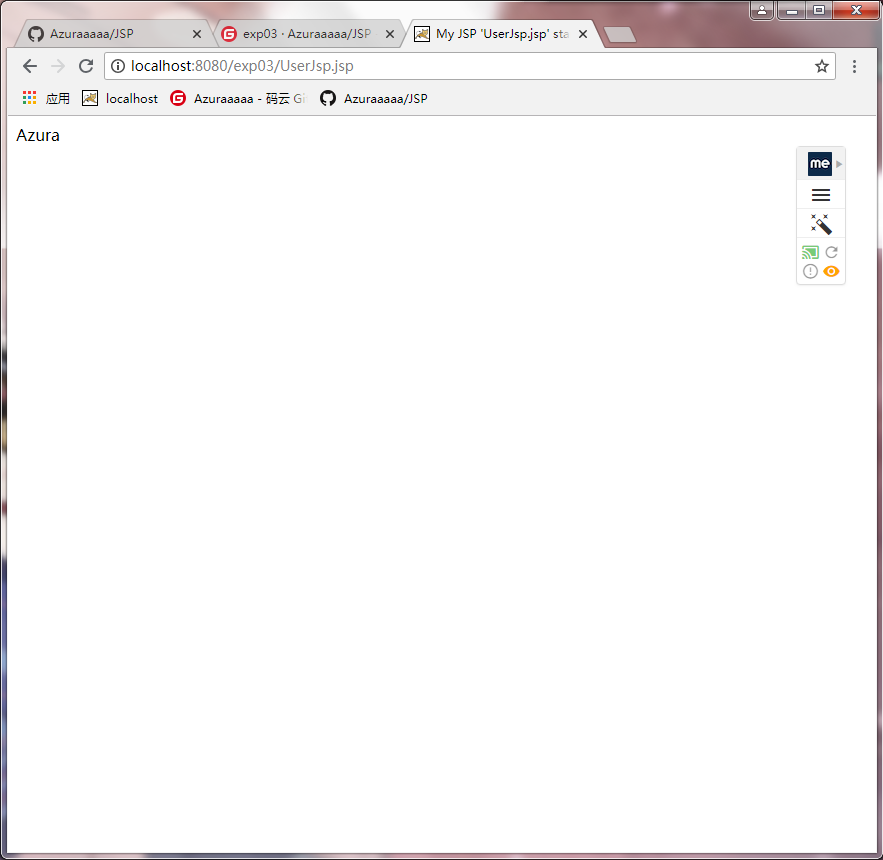 Azuraaaaa/JSP
exp03 · Azuraaaaa/JSP
My JSP 'UserJsp.jsp' sta
localhost:8080/exp03/UserJsp.jsp
应用
localhost
Azuraaaaa - 码云 Gi
Azuraaaaa/JSP
Azura
me